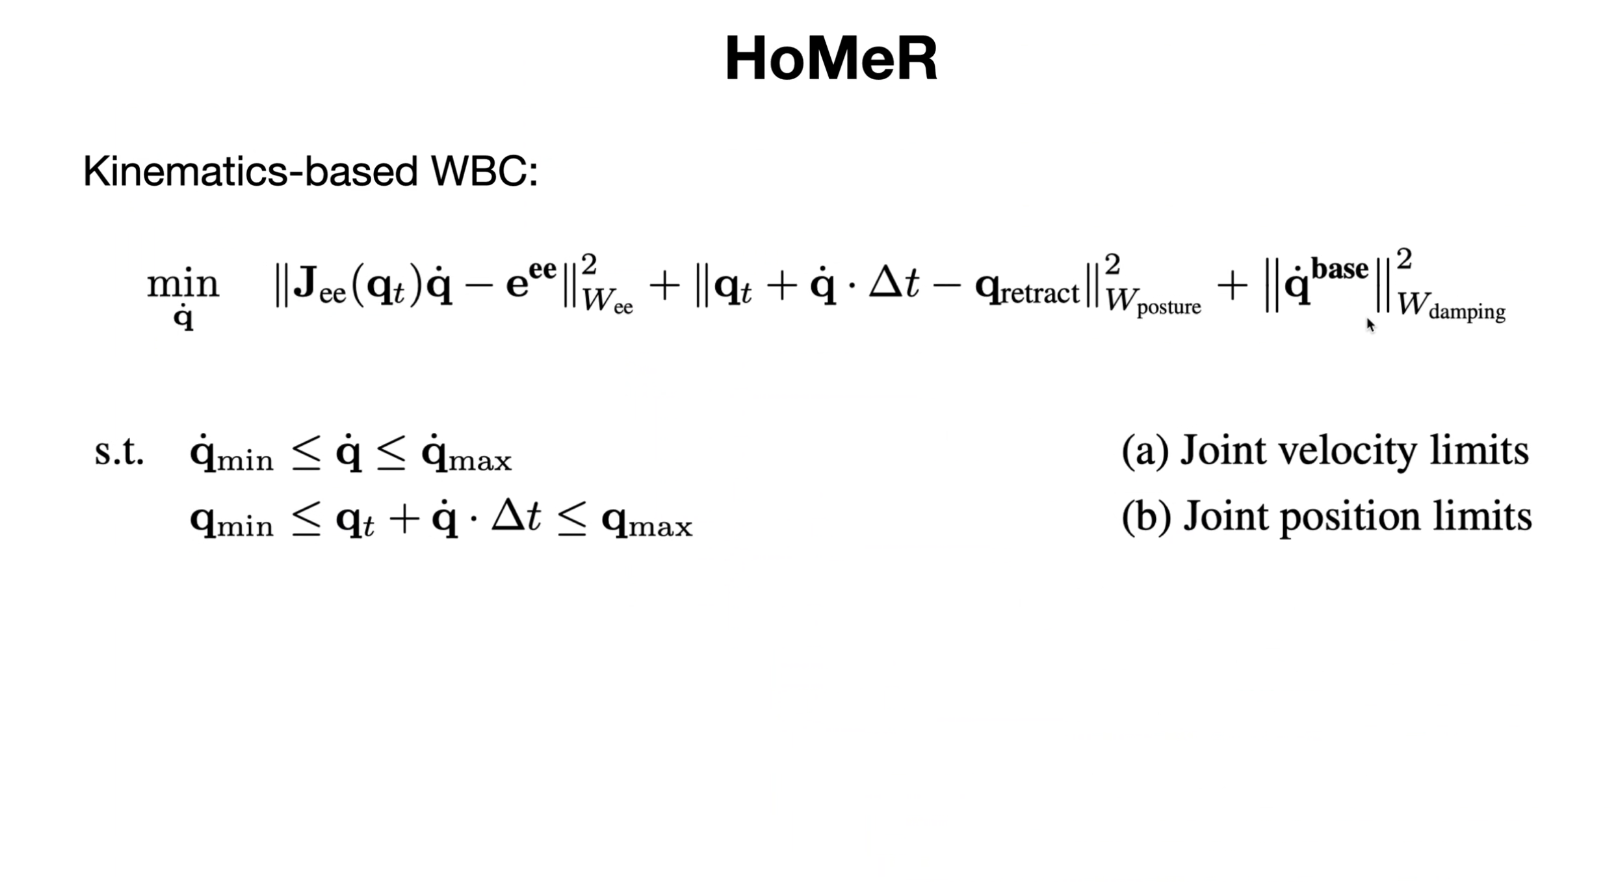 HoMeR
Kinematics-based WBC:
min_{q̇} ‖J_ee(q_t)q̇ − e^ee‖²_{W_ee} + ‖q_t + q̇ · Δt − q_retract‖²_{W_posture} + ‖q̇^base‖²_{W_damping}
s.t. q̇_min ≤ q̇ ≤ q̇_max (a) Joint velocity limits
q_min ≤ q_t + q̇ · Δt ≤ q_max (b) Joint position limits